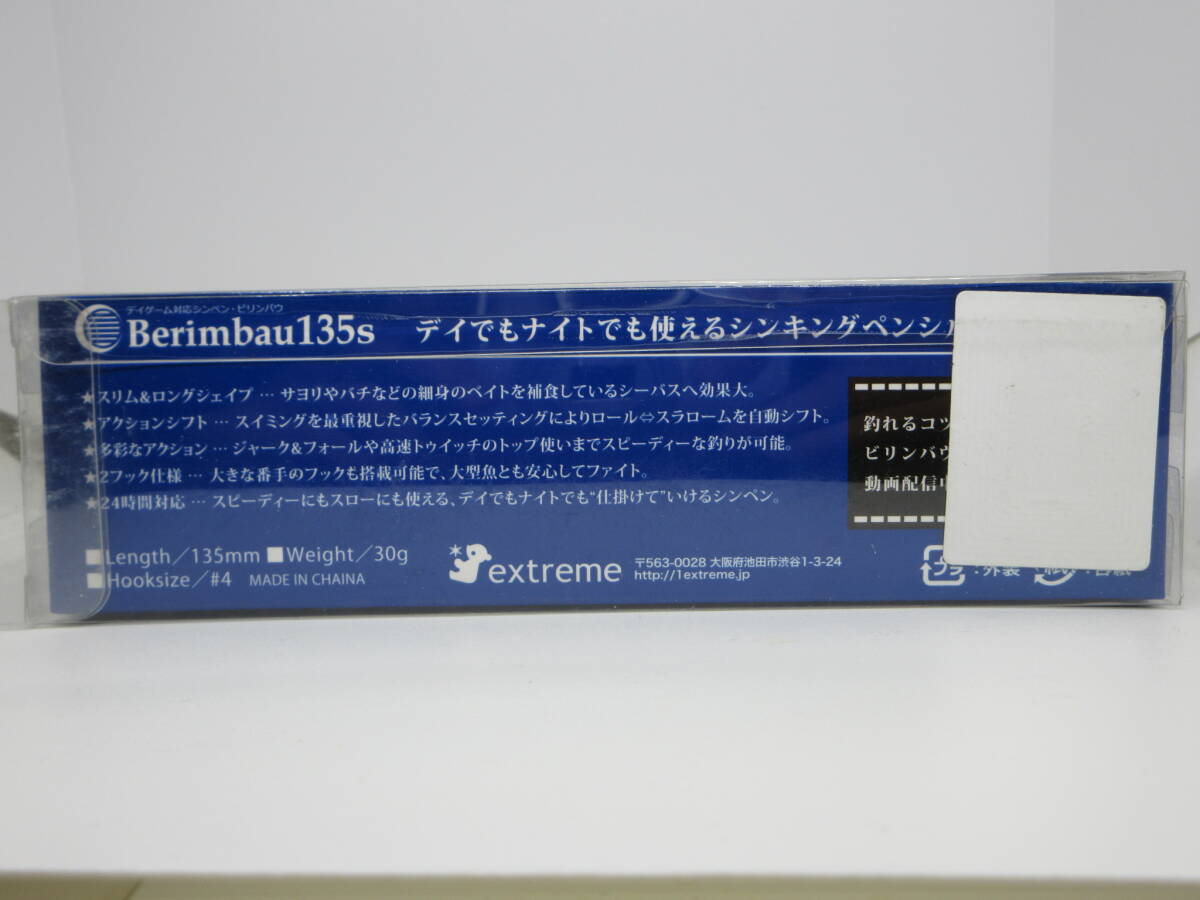 デイゲーム対応シンペン・ビリンバウ
Berimbau135s デイでもナイトでも使えるシンキングペンシル
★スリム&ロングジェイプ … サヨリやバチなどの細身のベイトを補食しているシーバスへ効果大。
★アクションシフト … スイミングを最重視したバランスセッティングによりロール⇔スラロームを自動シフト。
★多彩なアクション … ジャーク&フォールや高速トゥイッチのトップ使いまでスピーディーな釣りが可能。
★2フック仕様 … 大きな番手のフックも搭載可能で、大型魚とも安心してファイト。
★24時間対応 … スピーディーにもスローにも使える、デイでもナイトでも“仕掛けて”いけるシンペン。
釣れるコツ
ビリンバウ
動画配信中
■Length/135mm ■Weight/30g
■Hooksize/#4 MADE IN CHAINA
extreme
〒563-0028 大阪府池田市渋谷1-3-24
http://1extreme.jp
プラ:外装